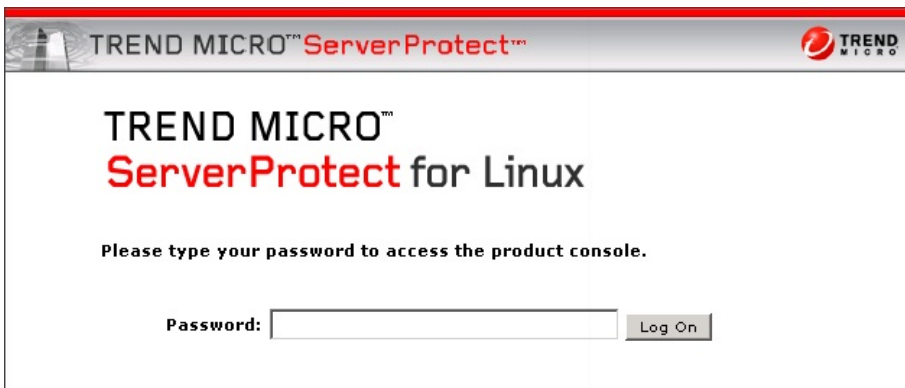 TREND MICRO™ ServerProtect™
TREND MICRO
TREND MICRO™
ServerProtect for Linux
Please type your password to access the product console.
Password:
Log On